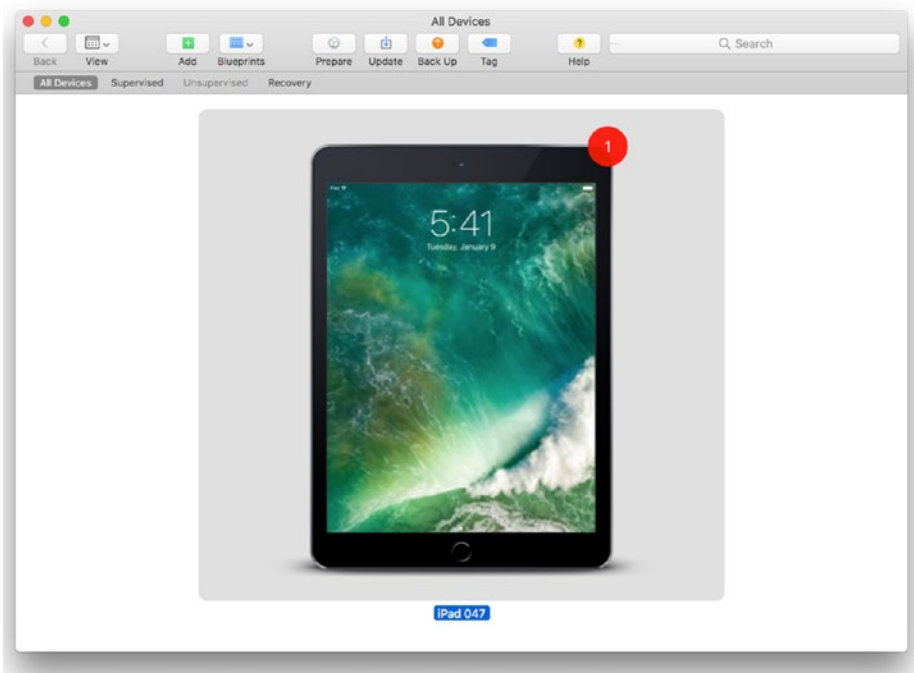 All Devices
Back View Add Blueprints Prepare Update Back Up Tag ? Help Search
All Devices Supervised Unsupervised Recovery
1
iPad
5:41
Tuesday, January 9
iPad 047